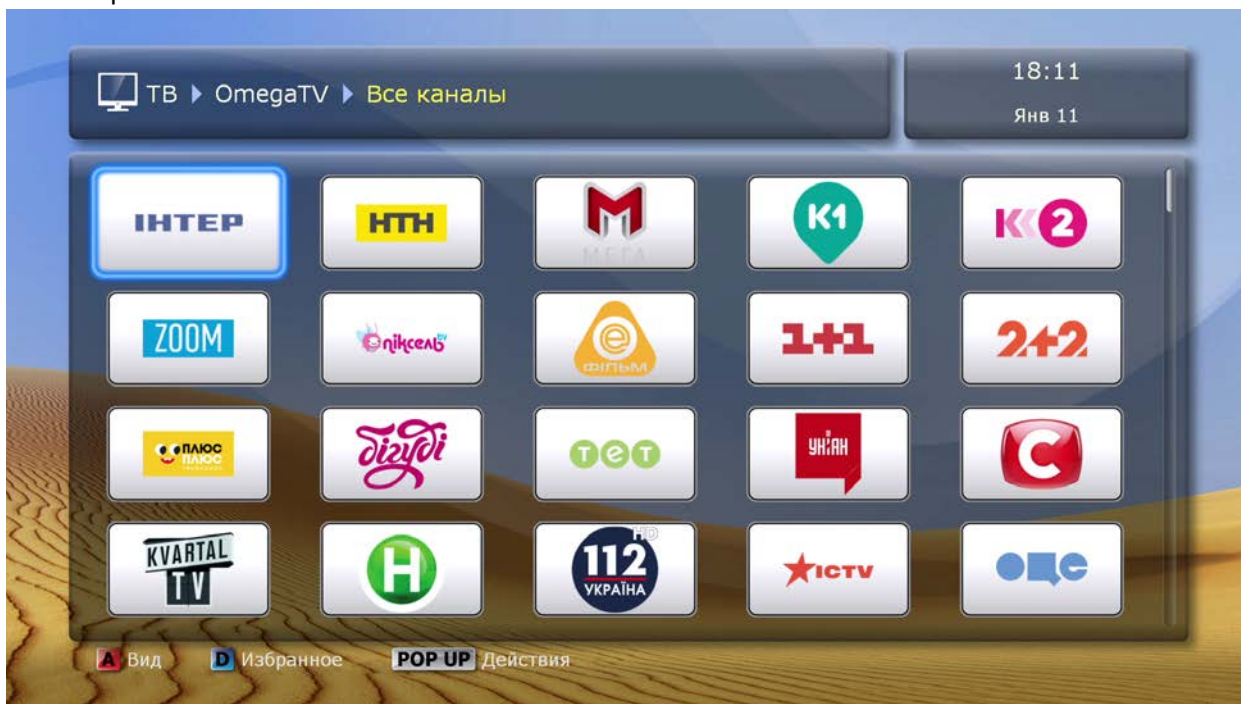 ТВ OmegaTV Все каналы
18:11
Янв 11
ІНТЕР
НТН
МЕГА
К1
К2
ZOOM
піксель TV
е ФІЛЬМ
1+1
2+2
ПЛЮС
ПЛЮС
бігуді
тет
УНІАН
С
KVARTAL
TV
Н
HD
112
УКРАЇНА
ICTV
оце
A Вид D Избранное POP UP Действия